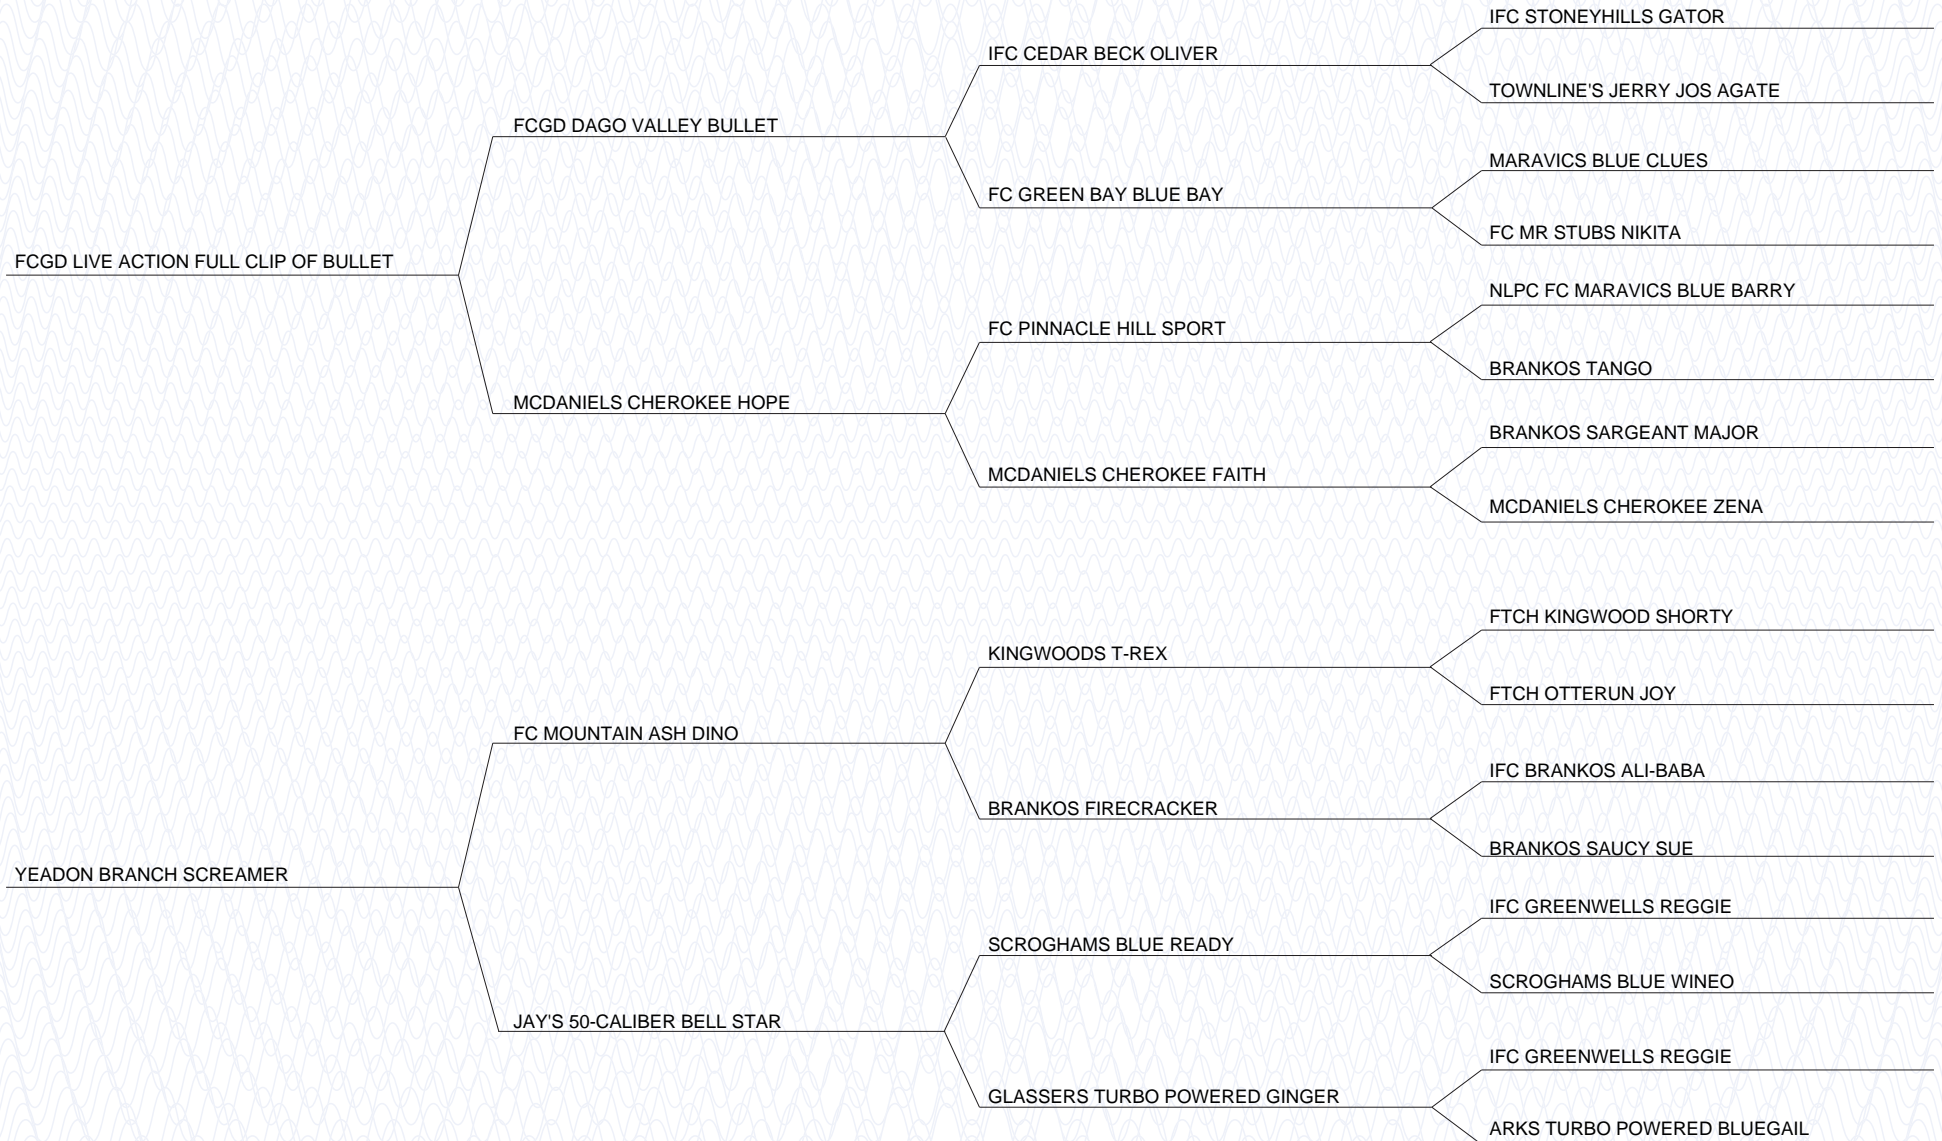 IFC STONEYHILLS GATOR
IFC CEDAR BECK OLIVER
TOWNLINE'S JERRY JOS AGATE
FCGD DAGO VALLEY BULLET
MARAVICS BLUE CLUES
FC GREEN BAY BLUE BAY
FC MR STUBS NIKITA
FCGD LIVE ACTION FULL CLIP OF BULLET
NLPC FC MARAVICS BLUE BARRY
FC PINNACLE HILL SPORT
BRANKOS TANGO
MCDANIELS CHEROKEE HOPE
BRANKOS SARGEANT MAJOR
MCDANIELS CHEROKEE FAITH
MCDANIELS CHEROKEE ZENA
FTCH KINGWOOD SHORTY
KINGWOODS T-REX
FTCH OTTERUN JOY
FC MOUNTAIN ASH DINO
IFC BRANKOS ALI-BABA
BRANKOS FIRECRACKER
BRANKOS SAUCY SUE
YEADON BRANCH SCREAMER
IFC GREENWELLS REGGIE
SCROGHAMS BLUE READY
SCROGHAMS BLUE WINEO
JAY'S 50-CALIBER BELL STAR
IFC GREENWELLS REGGIE
GLASSERS TURBO POWERED GINGER
ARKS TURBO POWERED BLUEGAIL